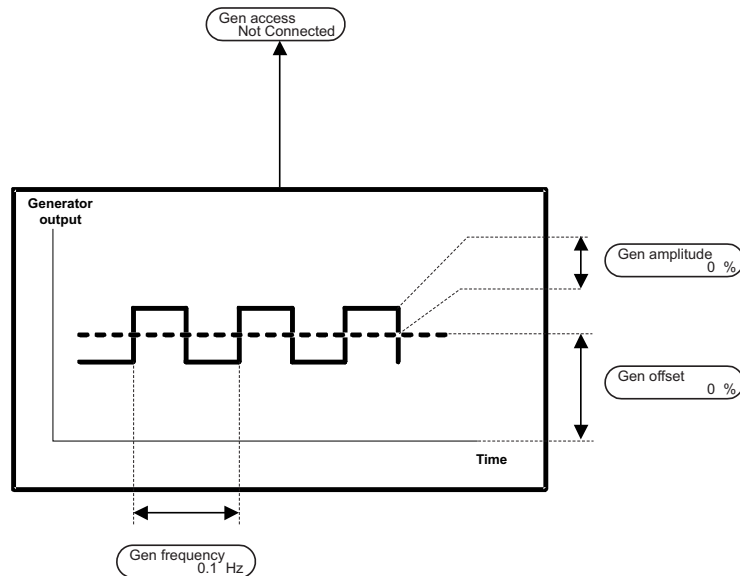 Gen access
Not Connected
Generator
output
Gen amplitude
0 %
Gen offset
0 %
Time
Gen frequency
0.1 Hz